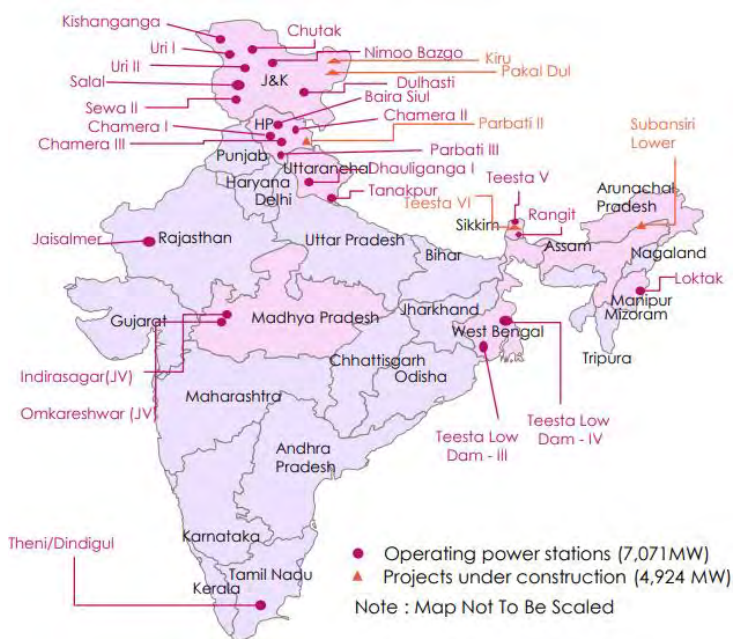 Kishanganga
Chutak
Uri I
Nimoo Bazgo
Kiru
Uri II
Pakal Dul
J&K
Salal
Dulhasti
Sewa II
Baira Siul
HP
Chamera II
Chamera I
Parbati II
Subansiri
Lower
Chamera III
Punjab
Parbati III
Uttaranchal
Dhauliganga I
Haryana
Delhi
Tanakpur
Teesta V
Arunachal
Pradesh
Teesta VI
Rangit
Sikkim
Jaisalmer
Rajasthan
Uttar Pradesh
Assam
Bihar
Nagaland
Loktak
Manipur
Mizoram
Gujarat
Madhya Pradesh
Jharkhand
West Bengal
Tripura
Chhattisgarh
Odisha
Indirasagar(JV)
Maharashtra
Omkareshwar (JV)
Teesta Low
Dam - III
Teesta Low
Dam - IV
Andhra
Pradesh
Karnataka
Theni/Dindigul
Tamil Nadu
Kerala
Operating power stations (7,071MW)
Projects under construction (4,924 MW)
Note : Map Not To Be Scaled